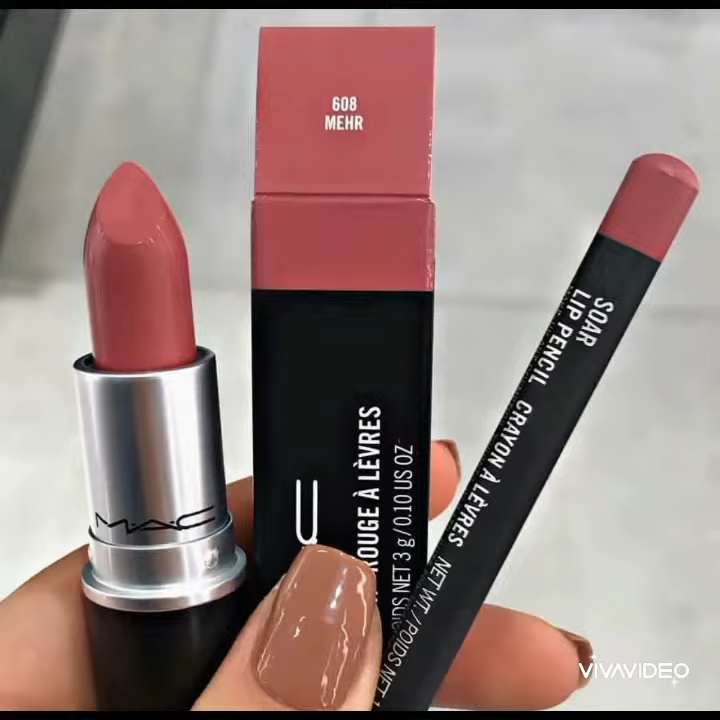 608
MEHR
M·A·C
ROUGE À LÈVRES
NET 3 g/0.10 US OZ
SOAR
LIP PENCIL CRAYON À LÈVRES
NET WT./POIDS NET
VIVAVIDEO